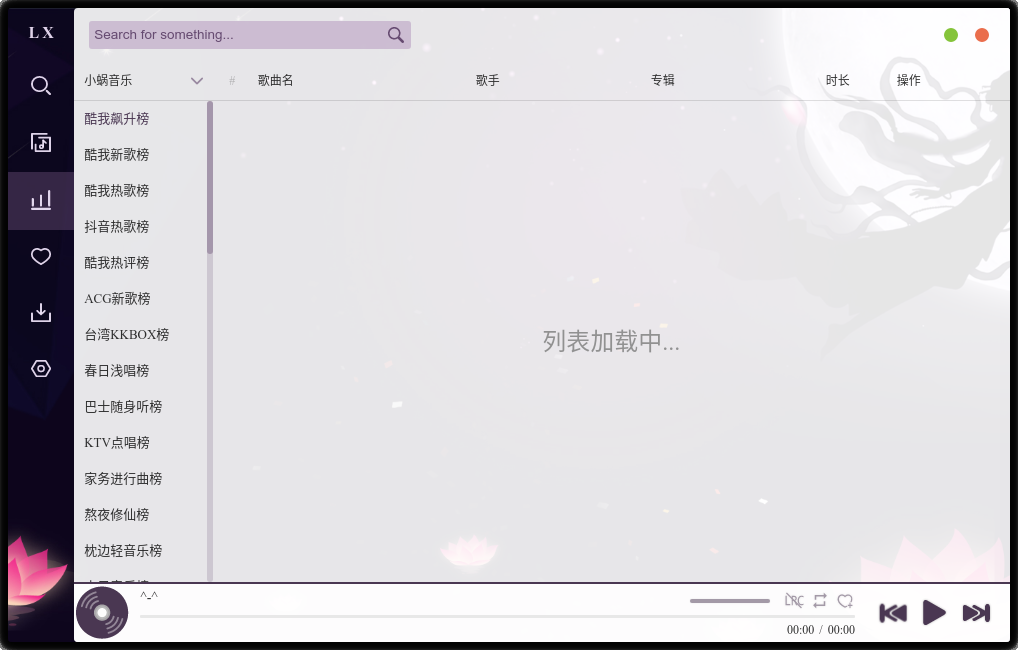 LX
Search for something...
小蜗音乐
# 歌曲名 歌手 专辑 时长 操作
酷我飙升榜
酷我新歌榜
酷我热歌榜
抖音热歌榜
酷我热评榜
ACG新歌榜
台湾KKBOX榜
春日浅唱榜
巴士随身听榜
KTV点唱榜
家务进行曲榜
熬夜修仙榜
枕边轻音乐榜
列表加载中...
^-^
LRC
00:00 / 00:00